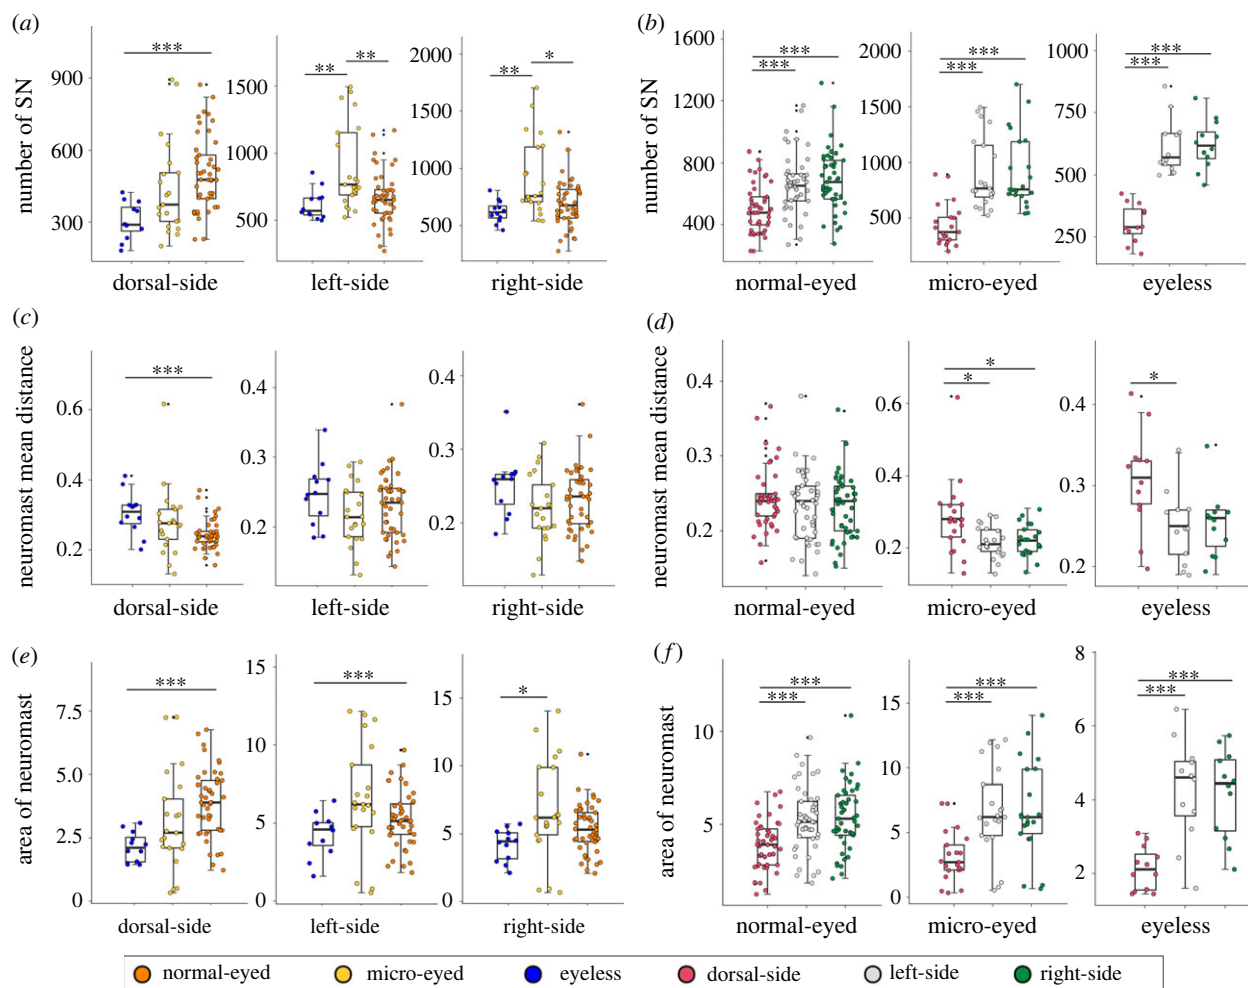 (a)
number of SN
900
600
300
***
dorsal-side
1500
1000
500
** **
left-side
2000
1500
1000
500
** *
right-side
(b)
number of SN
1600
1200
800
400
***
***
normal-eyed
2000
1500
1000
500
***
***
micro-eyed
1000
750
500
250
***
***
eyeless
(c)
neuromast mean distance
0.6
0.4
0.2
***
dorsal-side
0.4
0.3
0.2
left-side
0.4
0.3
0.2
right-side
(d)
neuromast mean distance
0.4
0.3
0.2
normal-eyed
0.6
0.4
0.2
*
*
micro-eyed
0.4
0.3
0.2
*
eyeless
(e)
area of neuromast
7.5
5.0
2.5
0
***
dorsal-side
15
10
5
0
***
left-side
15
10
5
0
*
right-side
(f)
area of neuromast
10
5
***
***
normal-eyed
15
10
5
0
***
***
micro-eyed
8
6
4
2
***
***
eyeless
normal-eyed micro-eyed eyeless dorsal-side left-side right-side